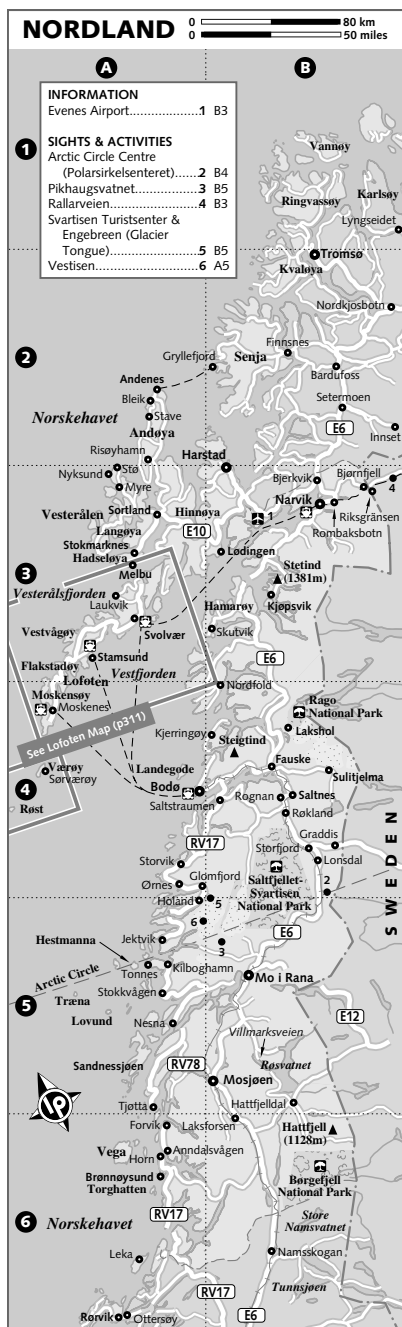 NORDLAND
0 80 km
0 50 miles
A
B
INFORMATION
Evenes Airport....................1 B3
SIGHTS & ACTIVITIES
Arctic Circle Centre
(Polarsirkelsenteret)........2 B4
Pikhaugsvatnet..................3 B5
Rallarveien........................4 B3
Svartisen Turistsenter &
Engebreen (Glacier
Tongue).........................5 B5
Vestisen............................6 A5
1
Vannøy
Karlsøy
Ringvassøy
Lyngseidet
Tromsø
Kvaløya
Nordkjosbotn
2
Finnsnes
Gryllefjord
Senja
Bardufoss
Andenes
Bleik
Setermoen
Norskehavet
Stave
Andøya
E6
Innset
Risøyhamn
Harstad
Stø
Nyksund
Bjerkvik
Bjørnfjell
Myre
4
Narvik
Vesterålen
Sortland
Hinnøya
1
Riksgränsen
Langøya
E10
Rombaksbotn
Stokmarknes
Lødingen
Hadseløya
Stetind
(1381m)
3
Melbu
Vesterålsfjorden
Laukvik
Hamarøy
Kjøpsvik
Vestvågøy
Svolvær
Skutvik
Stamsund
Vestfjorden
Flakstadøy
Lofoten
E6
Moskenesøy
Nordfold
Moskenes
Rago
National Park
See Lofoten Map (p311)
Kjerringøy
Steigtind
Lakshol
Værøy
Landegode
Fauske
4
Sørværøy
Bodø
Sulitjelma
Røst
Saltstraumen
Rognan
Saltnes
Røkland
RV17
Graddis
Storfjord
Lønsdal
Storvik
Glomfjord
Saltfjellet-
Svartisen
National Park
2
Ørnes
Holand
5
SWEDEN
6
E6
Hestmanna
Jektvik
3
Arctic Circle
Tonnes
Kilboghamn
Mo i Rana
5
Træna
Stokkvågen
Lovund
Nesna
E12
Villmarksveien
Røsvatnet
Sandnessjøen
RV78
Mosjøen
Tjøtta
Hattfjelldal
Forvik
Laksforsen
Hattfjell
(1128m)
Vega
Anndalsvågen
Horn
Brønnøysund
Torghatten
Børgefjell
National Park
6
Norskehavet
RV17
Store
Namsvatnet
Leka
Namsskogan
RV17
Tunnsjøen
Rørvik
Ottersøy
E6